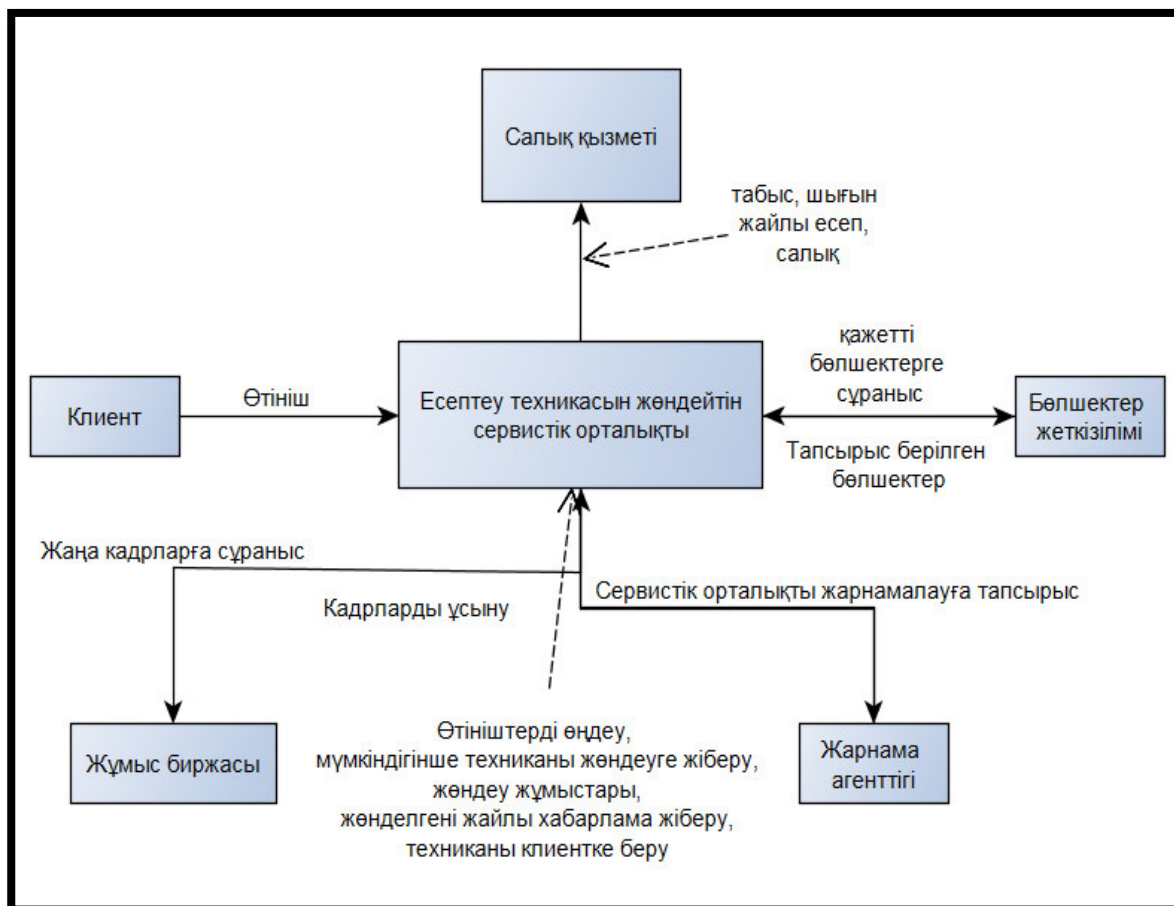 Салық қызметі
табыс, шығын
жайлы есеп,
салық
қажетті
бөлшектерге
сұраныс
Клиент
Өтініш
Есептеу техникасын жөндейтін
сервистік орталықты
Бөлшектер
жеткізілімі
Тапсырыс берілген
бөлшектер
Жаңа кадрларға сұраныс
Кадрларды ұсыну
Сервистік орталықты жарнамалауға тапсырыс
Жұмыс биржасы
Өтініштерді өңдеу,
мүмкіндігінше техниканы жөндеуге жіберу,
жөндеу жұмыстары,
жөнделгені жайлы хабарлама жіберу,
техниканы клиентке беру
Жарнама
агенттігі